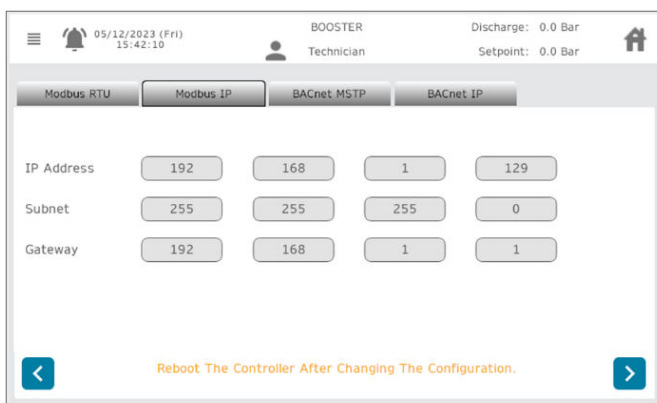 05/12/2023 (Fri)
15:42:10
BOOSTER
Technician
Discharge: 0.0 Bar
Setpoint: 0.0 Bar
Modbus RTU Modbus IP BACnet MSTP BACnet IP
IP Address 192 168 1 129
Subnet 255 255 255 0
Gateway 192 168 1 1
Reboot The Controller After Changing The Configuration.